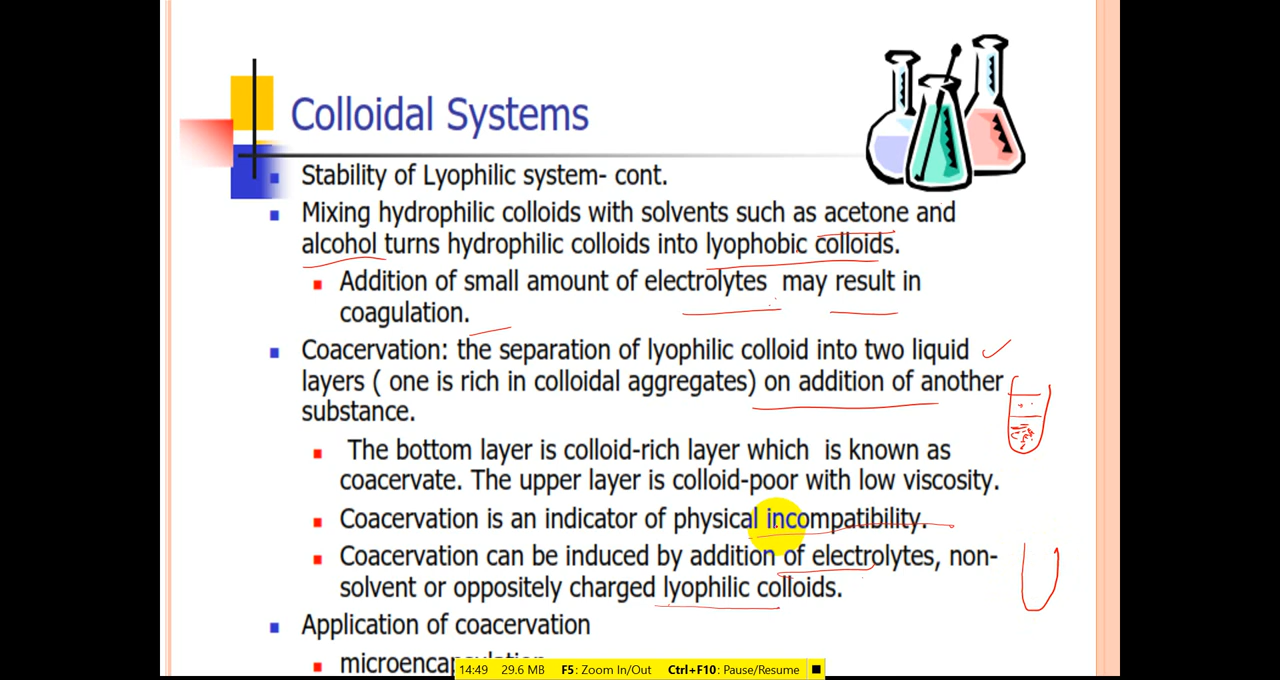 Colloidal Systems
Stability of Lyophilic system- cont.
Mixing hydrophilic colloids with solvents such as acetone and
alcohol turns hydrophilic colloids into lyophobic colloids.
Addition of small amount of electrolytes may result in
coagulation.
Coacervation: the separation of lyophilic colloid into two liquid
layers ( one is rich in colloidal aggregates) on addition of another
substance.
The bottom layer is colloid-rich layer which is known as
coacervate. The upper layer is colloid-poor with low viscosity.
Coacervation is an indicator of physical incompatibility.
Coacervation can be induced by addition of electrolytes, non-
solvent or oppositely charged lyophilic colloids.
Application of coacervation
microencapsulation
14:49 29.6 MB F5: Zoom In/Out Ctrl+F10: Pause/Resume